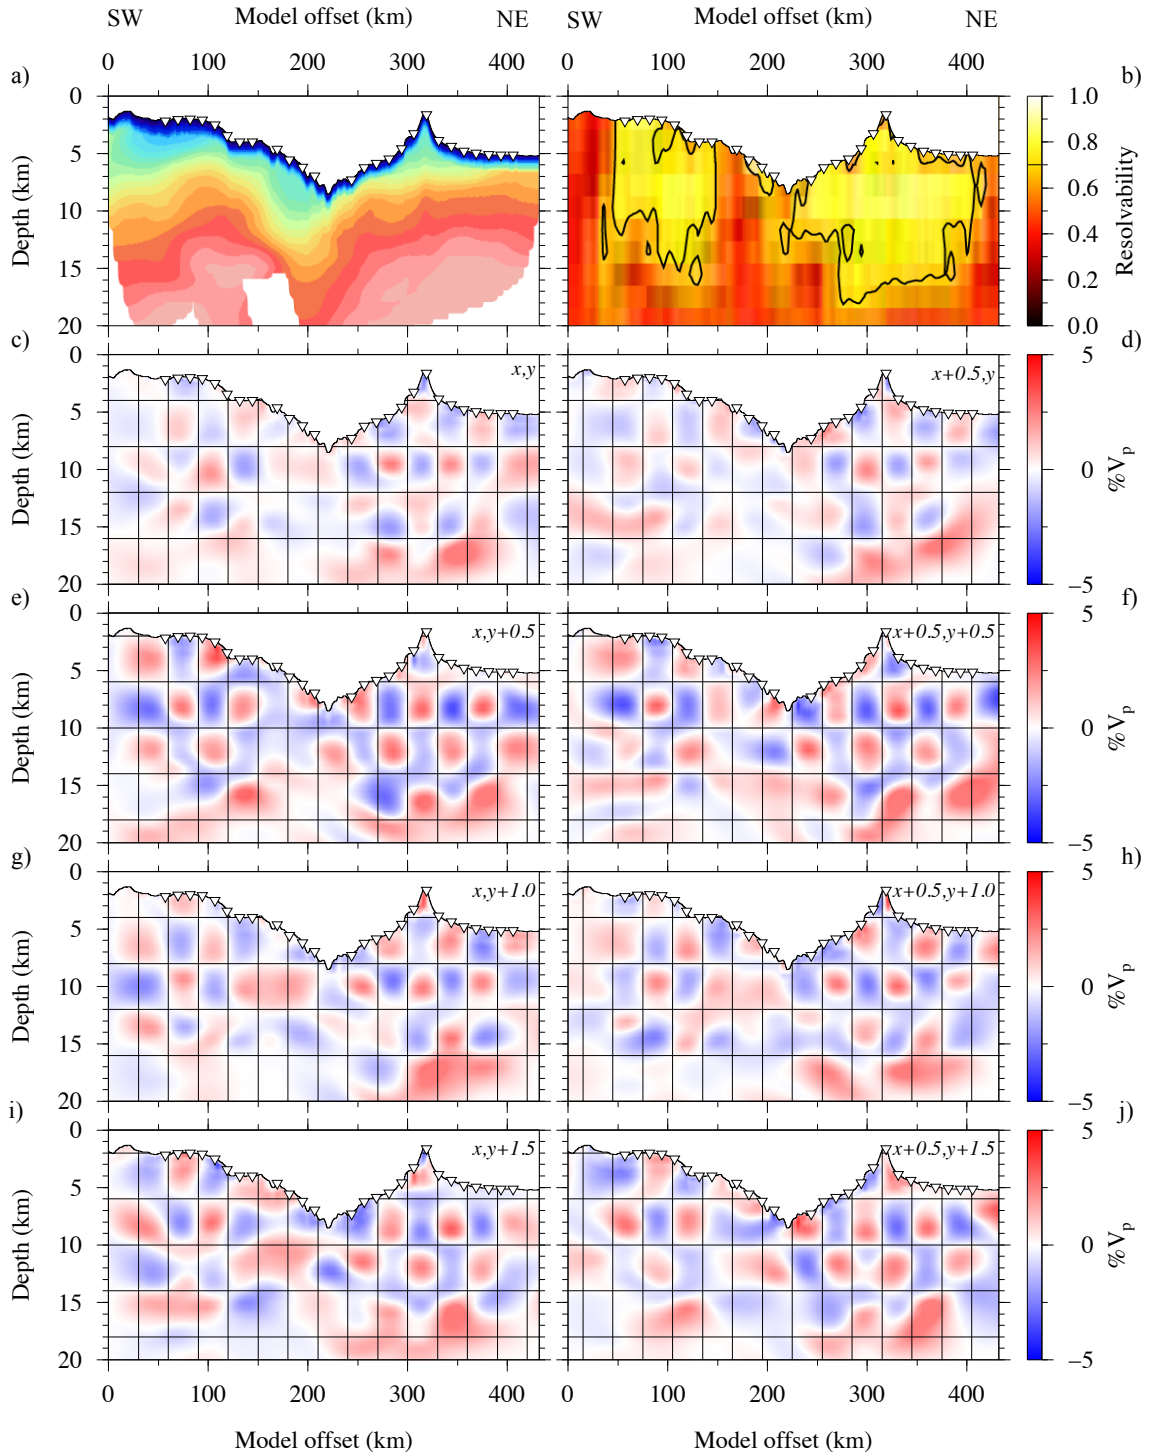 SW Model offset (km) NE SW Model offset (km) NE
0 100 200 300 400 0 100 200 300 400
a) b)
0 5 10 15 20 Depth (km) 1.0 0.8 0.6 0.4 0.2 0.0 Resolvability
c) d)
x,y x+0.5,y
0 5 10 15 20 Depth (km) 5 0 −5 %Vp
e) f)
x,y+0.5 x+0.5,y+0.5
0 5 10 15 20 Depth (km) 5 0 −5 %Vp
g) h)
x,y+1.0 x+0.5,y+1.0
0 5 10 15 20 Depth (km) 5 0 −5 %Vp
i) j)
x,y+1.5 x+0.5,y+1.5
0 5 10 15 20 Depth (km) 5 0 −5 %Vp
0 100 200 300 400 0 100 200 300 400
Model offset (km) Model offset (km)